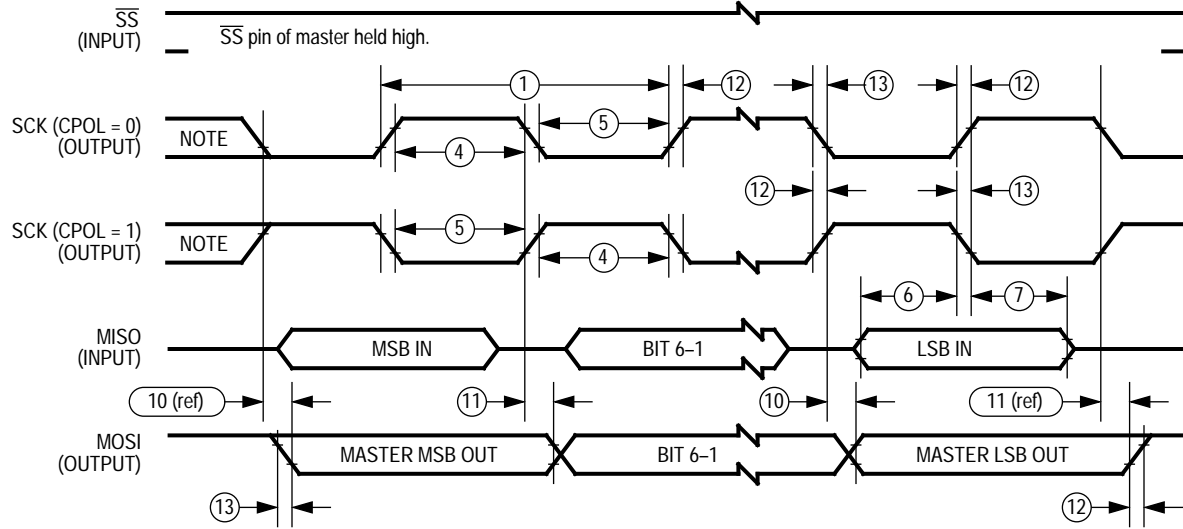 SS
(INPUT)
SS pin of master held high.
1
12
13
12
SCK (CPOL = 0)
(OUTPUT)
NOTE
5
4
12
13
SCK (CPOL = 1)
(OUTPUT)
NOTE
5
4
6
7
MISO
(INPUT)
MSB IN
BIT 6–1
LSB IN
10 (ref)
11
10
11 (ref)
MOSI
(OUTPUT)
MASTER MSB OUT
BIT 6–1
MASTER LSB OUT
13
12